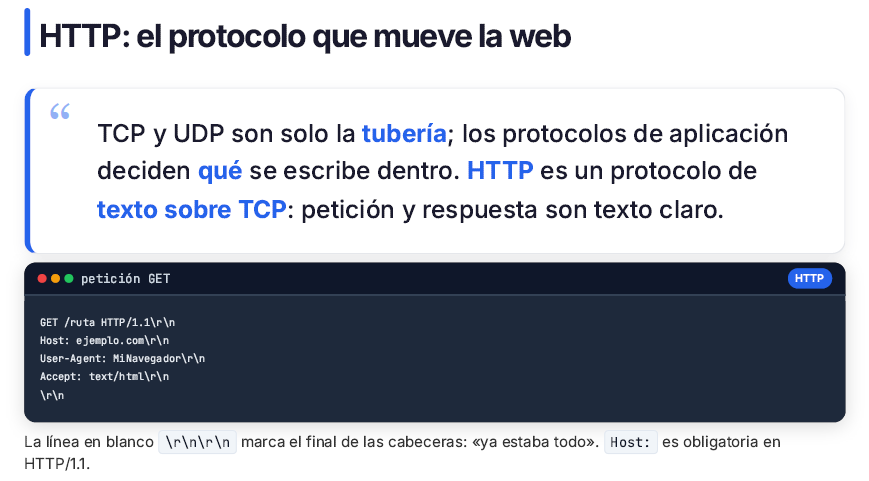 HTTP: el protocolo que mueve la web
“
TCP y UDP son solo la tubería; los protocolos de aplicación
deciden qué se escribe dentro. HTTP es un protocolo de
texto sobre TCP: petición y respuesta son texto claro.
petición GET HTTP
GET /ruta HTTP/1.1\r\n
Host: ejemplo.com\r\n
User-Agent: MiNavegador\r\n
Accept: text/html\r\n
\r\n
La línea en blanco \r\n\r\n marca el final de las cabeceras: «ya estaba todo». Host: es obligatoria en
HTTP/1.1.